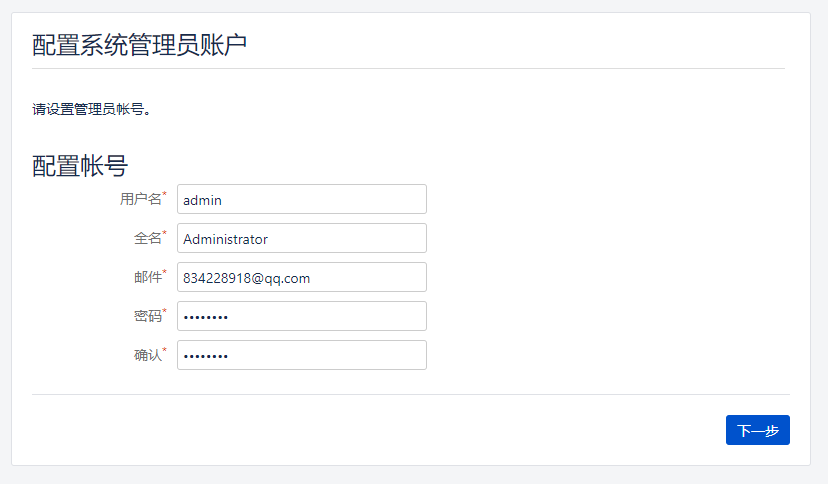 配置系统管理员账户
请设置管理员帐号。
配置帐号
用户名* admin
全名* Administrator
邮件* 834228918@qq.com
密码* ••••••••
确认* ••••••••
下一步